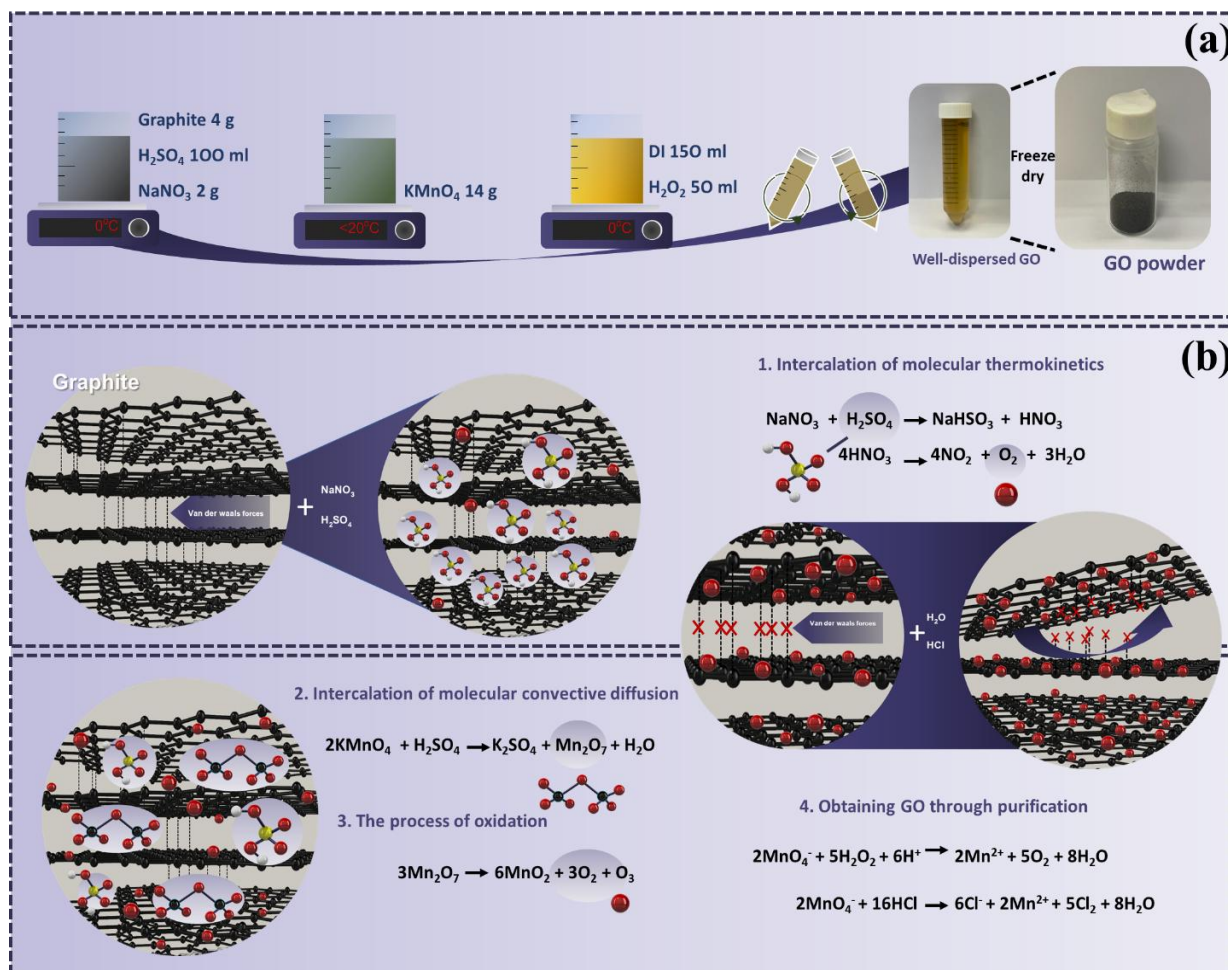 (a)
Graphite 4 g
H₂SO₄ 100 ml
NaNO₃ 2 g
0°C
KMnO₄ 14 g
<20°C
DI 150 ml
H₂O₂ 50 ml
0°C
Well-dispersed GO
Freeze
dry
GO powder
(b)
Graphite
Van der waals forces
+
NaNO₃
H₂SO₄
1. Intercalation of molecular thermokinetics
NaNO₃ + H₂SO₄ → NaHSO₃ + HNO₃
4HNO₃ → 4NO₂ + O₂ + 3H₂O
Van der waals forces
+
H₂O
HCl
2. Intercalation of molecular convective diffusion
2KMnO₄ + H₂SO₄ → K₂SO₄ + Mn₂O₇ + H₂O
3. The process of oxidation
3Mn₂O₇ → 6MnO₂ + 3O₂ + O₃
4. Obtaining GO through purification
2MnO₄⁻ + 5H₂O₂ + 6H⁺ → 2Mn²⁺ + 5O₂ + 8H₂O
2MnO₄⁻ + 16HCl → 6Cl⁻ + 2Mn²⁺ + 5Cl₂ + 8H₂O